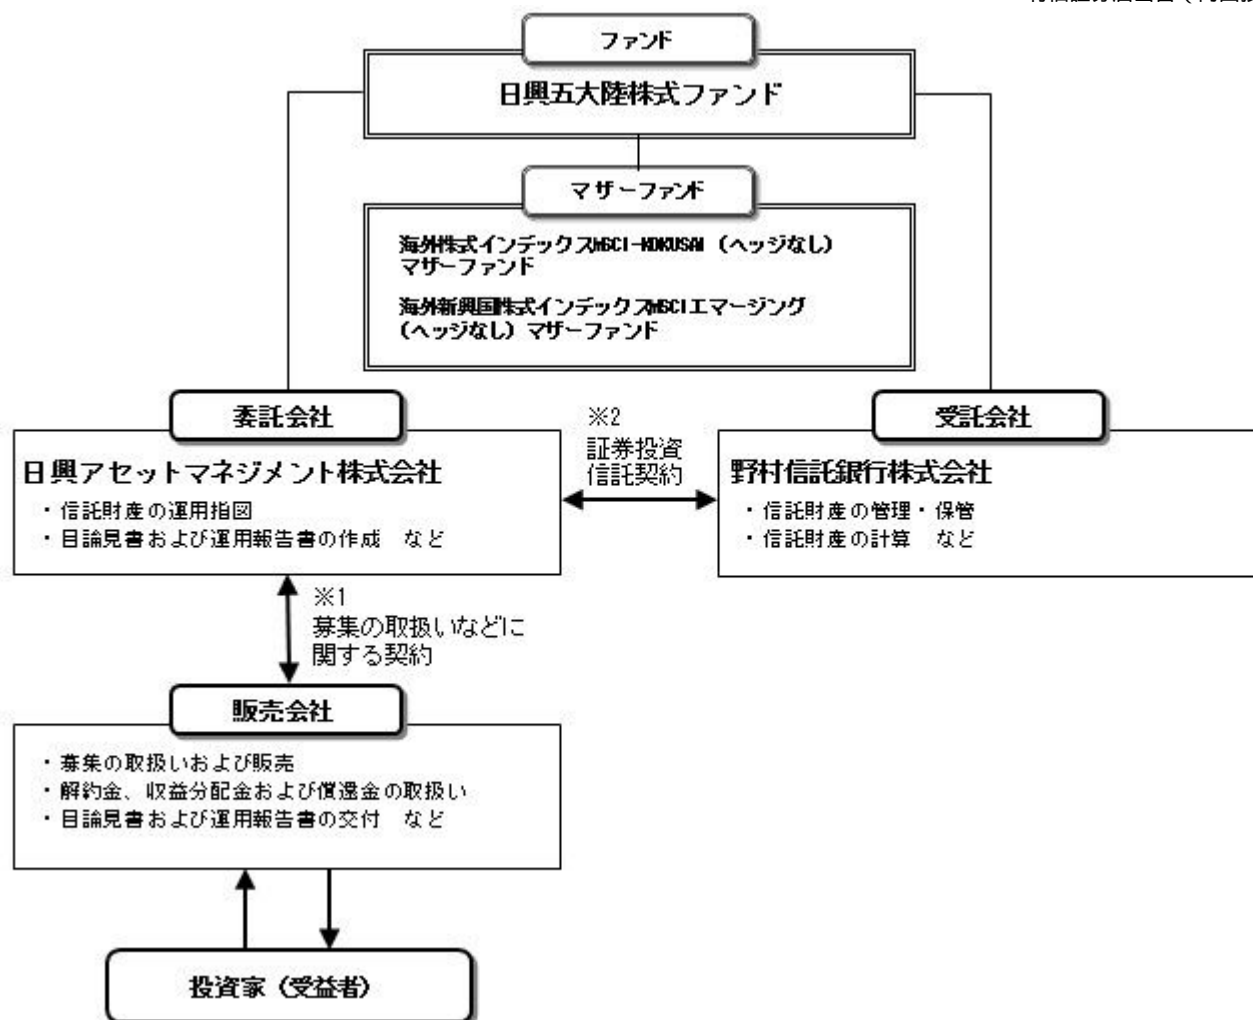 ファンド
日興五大陸株式ファンド
マザーファンド
海外株式インデックスMSCI-KOKUSAI（ヘッジなし）
マザーファンド
海外新興国株式インデックスMSCIエマージング
（ヘッジなし）マザーファンド
委託会社
日興アセットマネジメント株式会社
・信託財産の運用指図
・目論見書および運用報告書の作成　など
※2
証券投資
信託契約
受託会社
野村信託銀行株式会社
・信託財産の管理・保管
・信託財産の計算　など
※1
募集の取扱いなどに
関する契約
販売会社
・募集の取扱いおよび販売
・解約金、収益分配金および償還金の取扱い
・目論見書および運用報告書の交付　など
投資家（受益者）